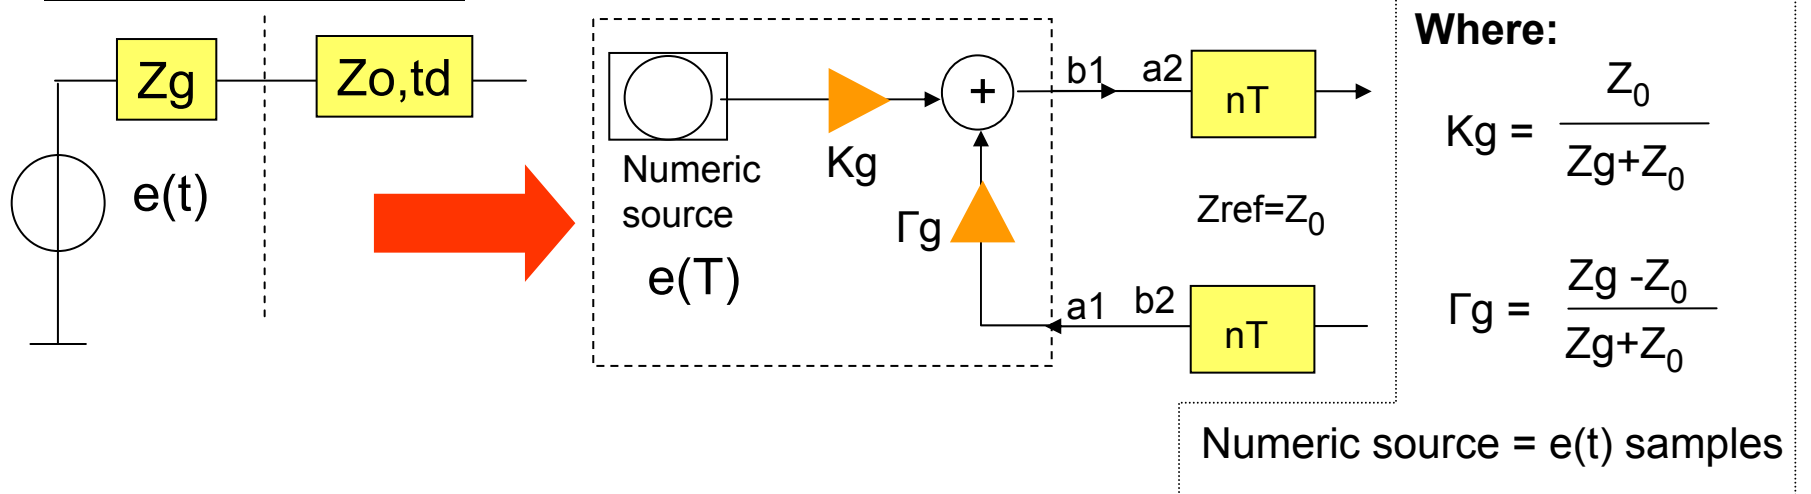 Zg
Zo,td
e(t)
Numeric
source
e(T)
Kg
Γg
+
b1
a2
nT
Zref=Z0
a1
b2
nT
Where:
Kg = Z0
Zg+Z0
Γg = Zg -Z0
Zg+Z0
Numeric source = e(t) samples